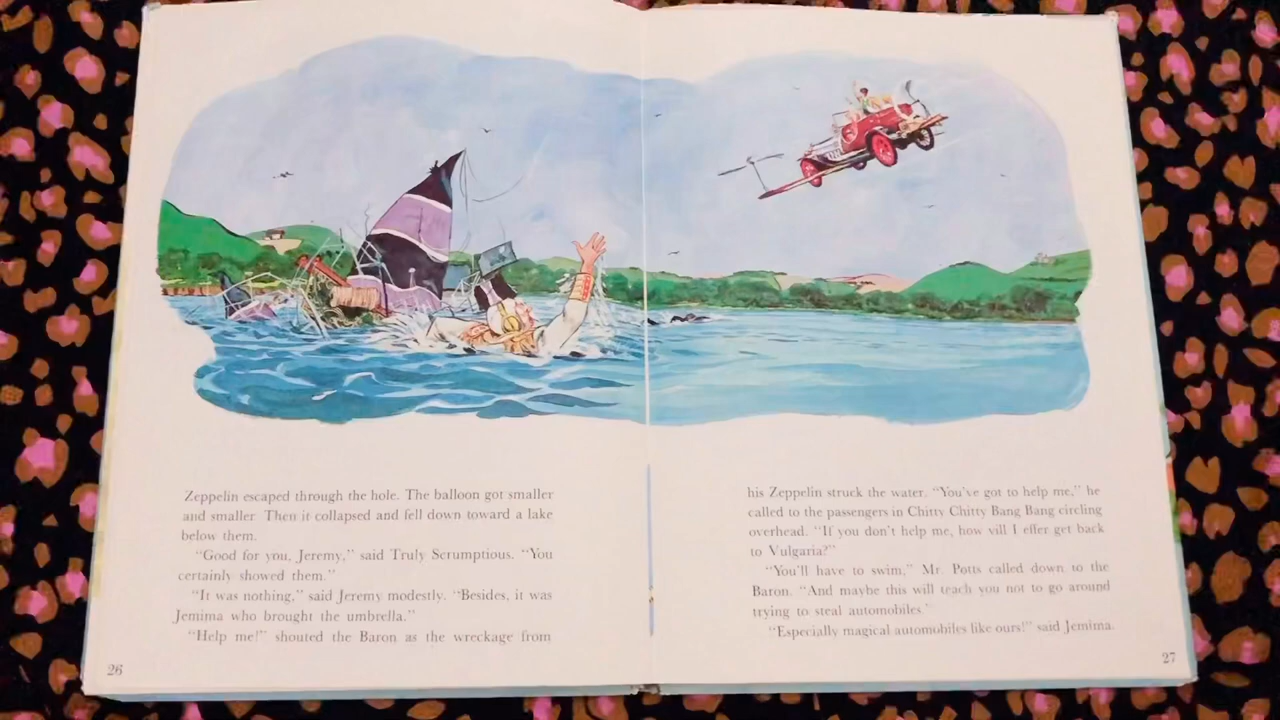 Zeppelin escaped through the hole. The balloon got smaller
and smaller Then it collapsed and fell down toward a lake
below them.
"Good for you, Jeremy," said Truly Scrumptious. "You
certainly showed them."
"It was nothing," said Jeremy modestly. "Besides, it was
Jemima who brought the umbrella."
"Help me!" shouted the Baron as the wreckage from
26
his Zeppelin struck the water. "You've got to help me," he
called to the passengers in Chitty Chitty Bang Bang circling
overhead. "If you don't help me, how vill I effer get back
to Vulgaria?"
"You'll have to swim," Mr. Potts called down to the
Baron. "And maybe this will teach you not to go around
trying to steal automobiles."
"Especially magical automobiles like ours!" said Jemima.
27